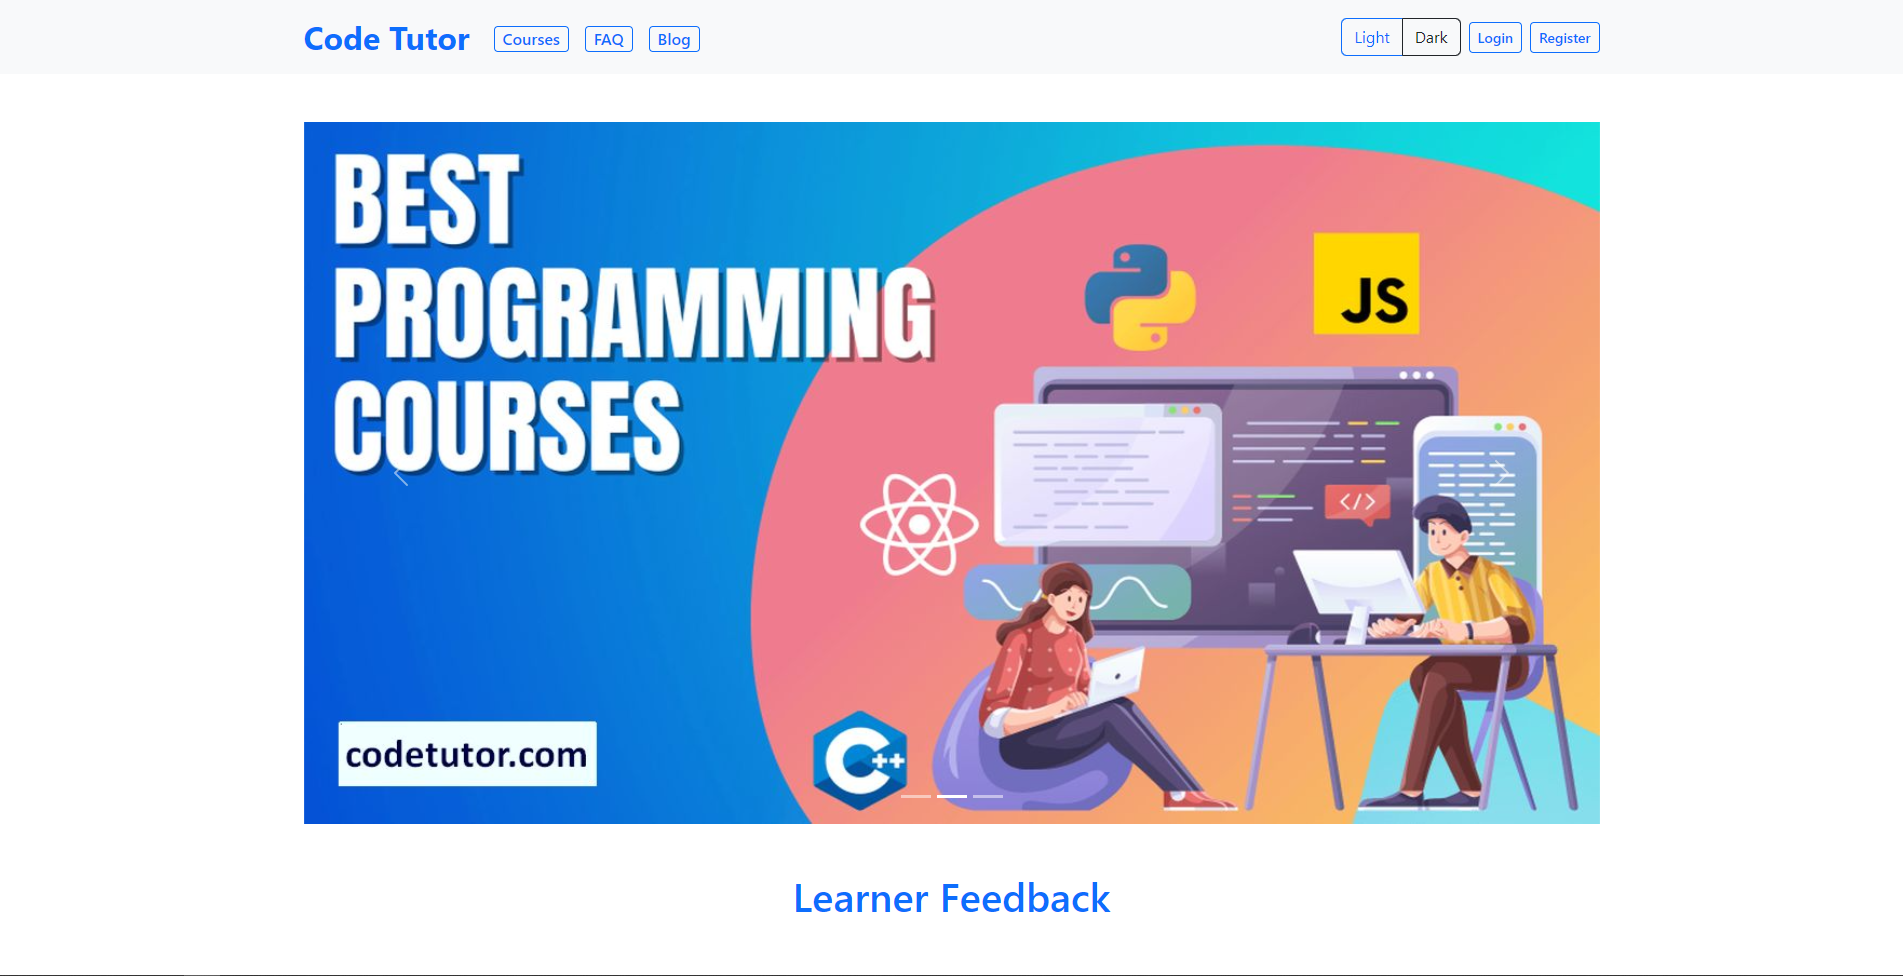 Code Tutor
Courses
FAQ
Blog
Light
Dark
Login
Register
BEST
PROGRAMMING
COURSES
JS
</>
codetutor.com
C++
Learner Feedback